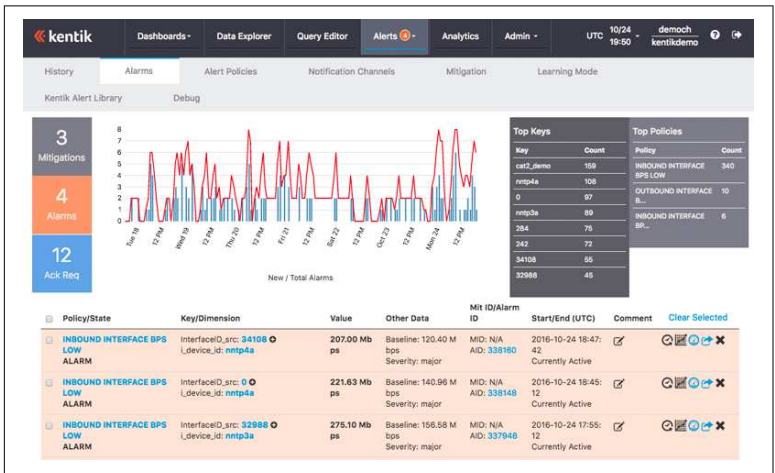 kentik
Dashboards
Data Explorer
Query Editor
Alerts 4
Analytics
Admin
UTC
10/24
19:50
democh
kentikdemo
History
Alarms
Alert Policies
Notification Channels
Mitigation
Learning Mode
Kentik Alert Library
Debug
3
Mitigations
4
Alarms
12
Ack Req
8
7
6
5
4
3
2
1
0
Tue 18
12 PM
Wed 19
12 PM
Thu 20
12 PM
Fri 21
12 PM
Sat 22
12 PM
Oct 23
12 PM
Mon 24
12 PM
New / Total Alarms
Top Keys
Key Count
cat2_demo 159
nntp4a 108
0 97
nntp3a 89
284 75
242 72
34108 55
32988 45
Top Policies
Policy Count
INBOUND INTERFACE 340
BPS LOW
OUTBOUND INTERFACE 10
B...
INBOUND INTERFACE 6
BP...
Policy/State
Key/Dimension
Value
Other Data
Mit ID/Alarm
ID
Start/End (UTC)
Comment
Clear Selected
INBOUND INTERFACE BPS
LOW
ALARM
InterfaceID_src: 34108
i_device_id: nntp4a
207.00 Mb
ps
Baseline: 120.40 M
bps
Severity: major
MID: N/A
AID: 338160
2016-10-24 18:47:
42
Currently Active
INBOUND INTERFACE BPS
LOW
ALARM
InterfaceID_src: 0
i_device_id: nntp4a
221.63 Mb
ps
Baseline: 140.96 M
bps
Severity: major
MID: N/A
AID: 338148
2016-10-24 18:45:
12
Currently Active
INBOUND INTERFACE BPS
LOW
ALARM
InterfaceID_src: 32988
i_device_id: nntp3a
275.10 Mb
ps
Baseline: 156.58 M
bps
Severity: major
MID: N/A
AID: 337948
2016-10-24 17:55:
12
Currently Active